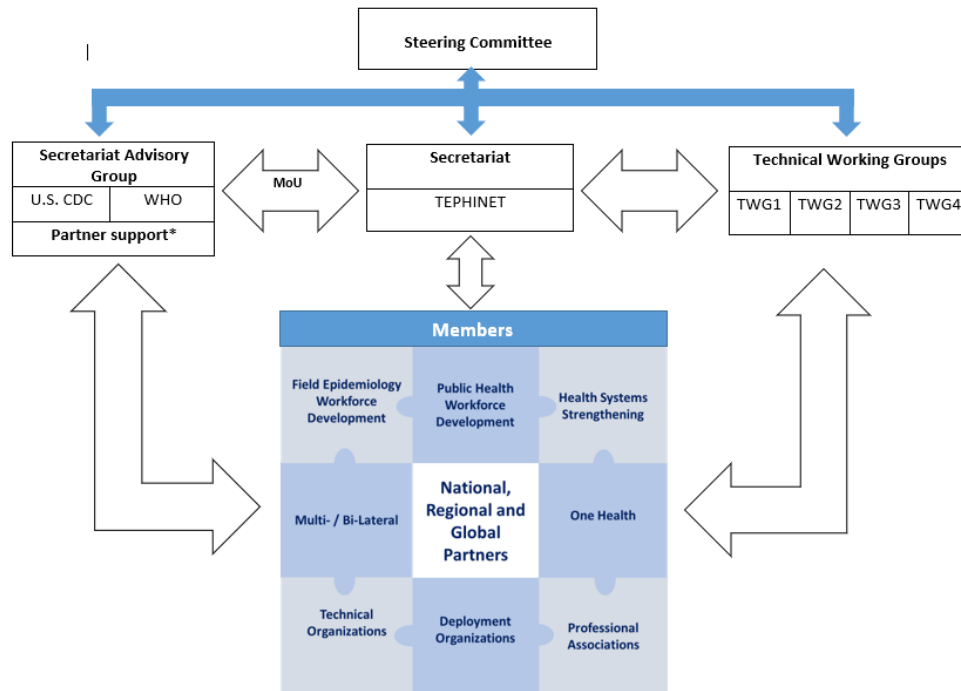 Steering Committee
Secretariat Advisory
Group
U.S. CDC
WHO
Partner support*
MoU
Secretariat
TEPHINET
Technical Working Groups
TWG1
TWG2
TWG3
TWG4
Members
Field Epidemiology
Workforce
Development
Public Health
Workforce
Development
Health Systems
Strengthening
Multi- / Bi-Lateral
National,
Regional and
Global
Partners
One Health
Technical
Organizations
Deployment
Organizations
Professional
Associations